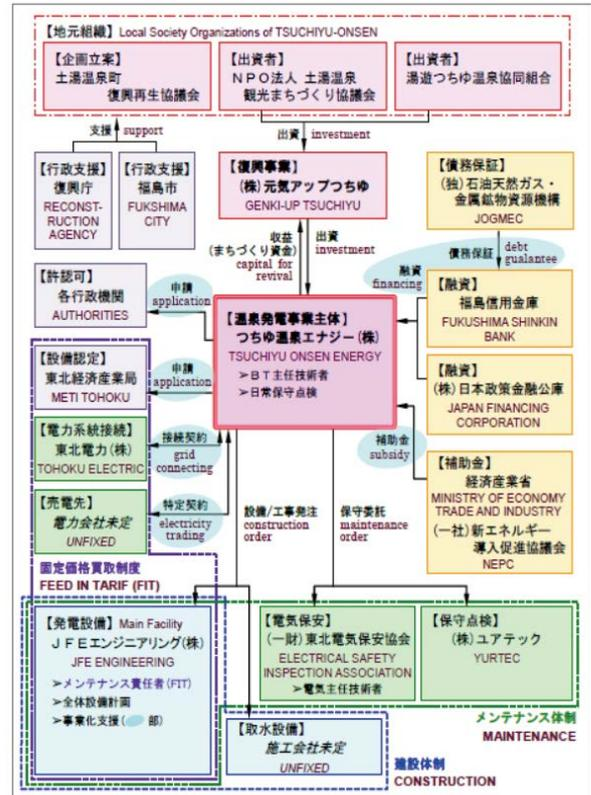 【地元組織】Local Society Organizations of TSUCHIYU-ONSEN
【企画立案】
土湯温泉町
復興再生協議会
【出資者】
NPO法人 土湯温泉
観光まちづくり協議会
【出資者】
湯遊つちゆ温泉協同組合
支援 support
出資 investment
【行政支援】
復興庁
RECONST-
RUCTION
AGENCY
【行政支援】
福島市
FUKSHIMA
CITY
【復興事業】
(株)元気アップつちゆ
GENKI-UP TSUCHIYU
【債務保証】
(独)石油天然ガス・
金属鉱物資源機構
JOGMEC
収益
(まちづくり資金)
capital for
revival
出資
investment
債務保証 debt
gualantee
融資
financing
【許認可】
各行政機関
AUTHORITIES
申請
application
【温泉発電事業主体】
つちゆ温泉エナジー(株)
TSUCHIYU ONSEN ENERGY
➢BT主任技術者
➢日常保守点検
【融資】
福島信用金庫
FUKUSHIMA SHINKIN
BANK
【設備認定】
東北経済産業局
METI TOHOKU
申請
application
【融資】
(株)日本政策金融公庫
JAPAN FINANCING
CORPORATION
【電力系統接続】
東北電力(株)
TOHOKU ELECTRIC
接続契約
grid
connecting
補助金
subsidy
【補助金】
経済産業省
MINISTRY OF ECONOMY
TRADE AND INDUSTRY
(一社)新エネルギー
導入促進協議会
NEPC
【売電先】
電力会社未定
UNFIXED
特定契約
electricity
trading
設備/工事発注
construction
order
保守委託
maintenance
order
固定価格買取制度
FEED IN TARIF (FIT)
【発電設備】Main Facility
JFEエンジニアリング(株)
JFE ENGINEERING
➢メンテナンス責任者(FIT)
➢全体設備計画
➢事業化支援( 部)
【電気保安】
(一財)東北電気保安協会
ELECTRICAL SAFETY
INSPECTION ASSOCIATION
➢電気主任技術者
【保守点検】
(株)ユアテック
YURTEC
メンテナンス体制
MAINTENANCE
【取水設備】
施工会社未定
UNFIXED
建設体制
CONSTRUCTION